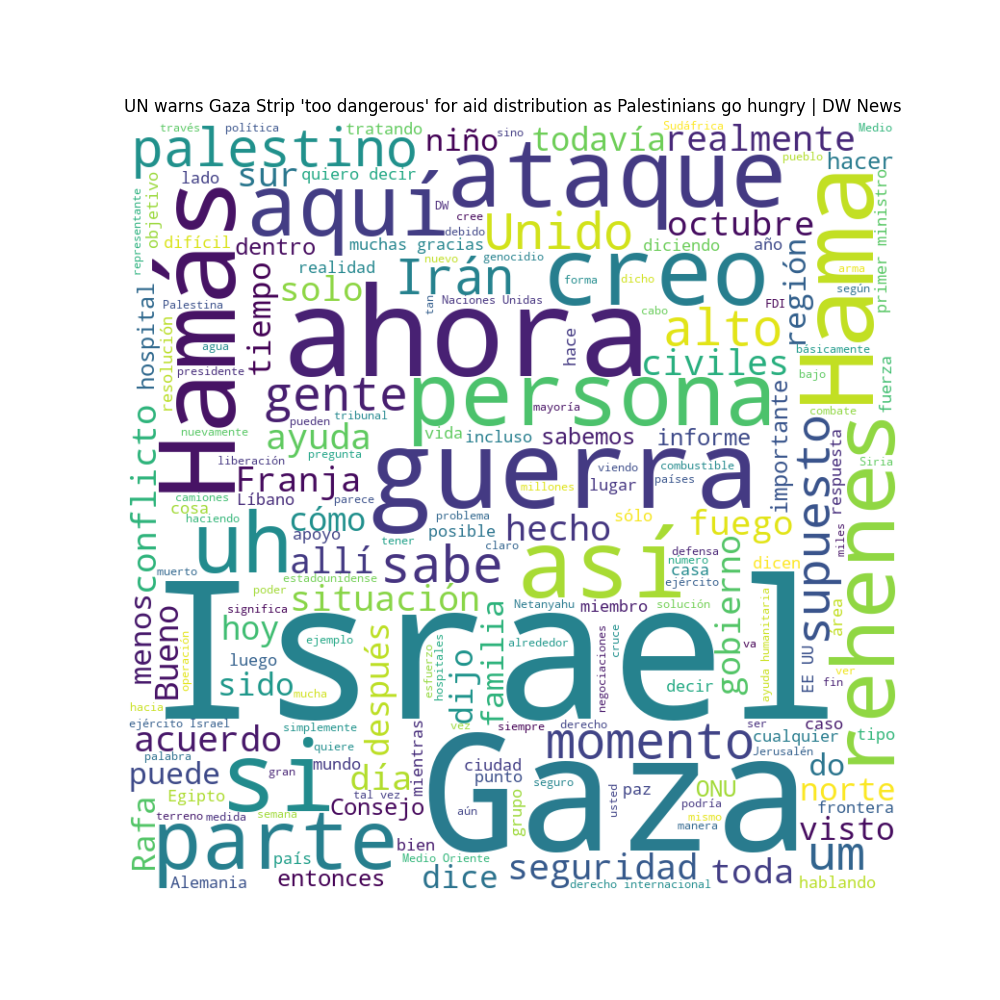 UN warns Gaza Strip 'too dangerous' for aid distribution as Palestinians go hungry | DW News
través
política
tratando
niño
sino
todavía
Sudáfrica
realmente
Medio
palestino
ataque
pueblo
hacer
representante
objetivo
lado
sur
quiero decir
aquí
DW
cree
debido
Unido
octubre
Hama
primer ministro
difícil
dentro
muchas gracias
nuevo
genocidio
diciendo
año
región
Hamás
hospital
Palestina
tiempo
realidad
solo
Irán
tan
Naciones Unidas
creo
forma
dicho
cabo
FDI
arma
según
resolución
agua
presidente
ahora
hace
alto
civiles
básicamente
bajo
fuerza
gente
persona
mayoría
combate
conflicto
nuevamente
ayuda
pueden
tribunal
vida
incluso
sabemos
informe
importante
supuesto
respuesta
rehenes
pregunta
liberación
Franja
guerra
viendo
combustible
países
Siria
camiones
cosa
Líbano
parece
millones
lugar
haciendo
uh
cómo
apoyo
problema
posible
hecho
sólo
fuego
miles
tener
claro
muerto
allí
sabe
así
defensa
número
casa
ejército
dicen
estadounidense
poder
situación
Israel
Netanyahu
miembro
solución
gobierno
ayuda humanitaria
área
menos
Bueno
significa
hoy
ejemplo
después
dijo
esfuerzo
hospitales
familia
alrededor
negociaciones
cruce
va
EE UU
ver
fin
operación
luego
sido
mucha
decir
hacia
ejército Israel
simplemente
mientras
vez
siempre
derecho
ser
caso
palabra
acuerdo
quiere
momento
cualquier
Jerusalén
tipo
puede
si
gran
mundo
Gaza
ciudad
punto
seguro
do
Rafa
Egipto
día
tal vez
Consejo
aún
grupo
usted
paz
ONU
podría
norte
frontera
terreno
medida
semana
mismo
manera
visto
parte
bien
país
Medio Oriente
seguridad
toda
um
Alemania
entonces
dice
derecho internacional
hablando